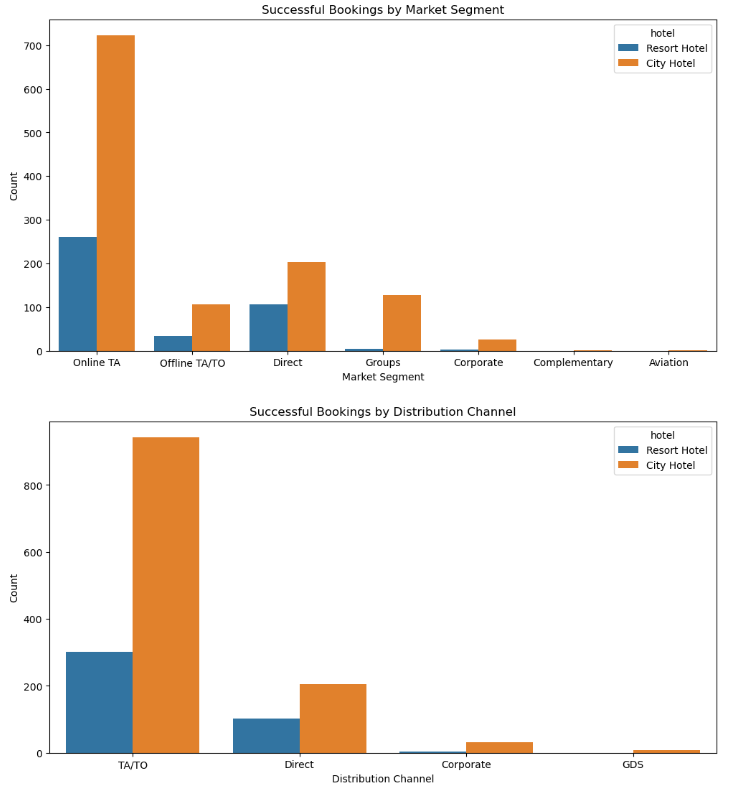 Successful Bookings by Market Segment
hotel
Resort Hotel
City Hotel
700
600
500
400
300
200
100
0
Count
Online TA Offline TA/TO Direct Groups Corporate Complementary Aviation
Market Segment
Successful Bookings by Distribution Channel
hotel
Resort Hotel
City Hotel
800
600
400
200
0
Count
TA/TO Direct Corporate GDS
Distribution Channel